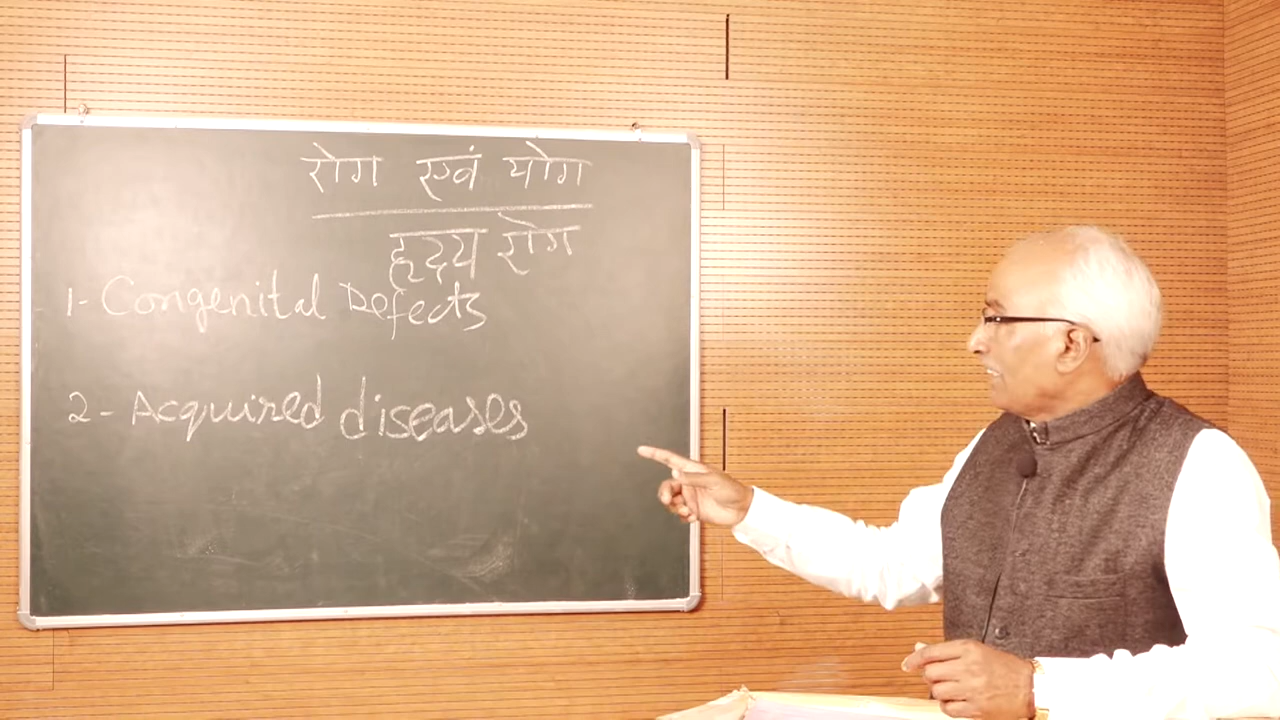 रोग एवं योग
हृदय रोग
1- Congenital Defects
2- Acquired diseases